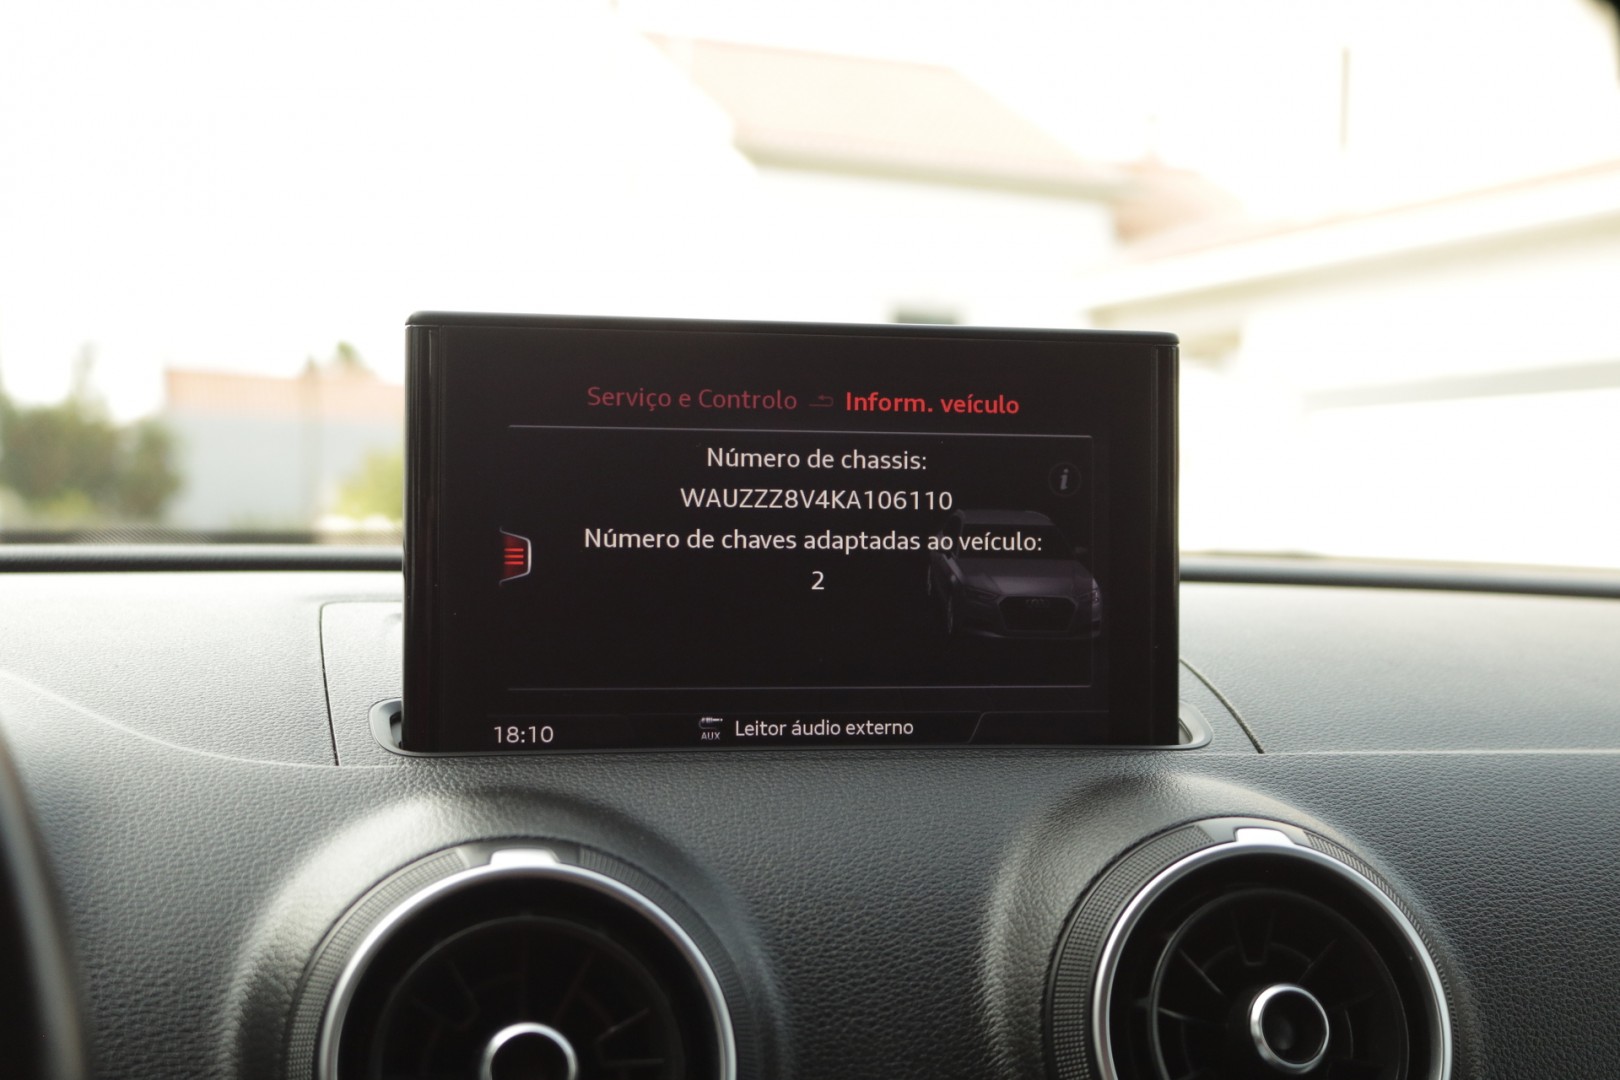 Serviço e Controlo Inform. veículo
Número de chassis:
WAUZZZ8V4KA106110
Número de chaves adaptadas ao veículo:
2
18:10 AUX Leitor áudio externo